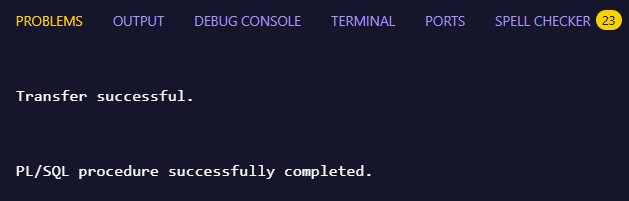 PROBLEMS OUTPUT DEBUG CONSOLE TERMINAL PORTS SPELL CHECKER 23
Transfer successful.
PL/SQL procedure successfully completed.